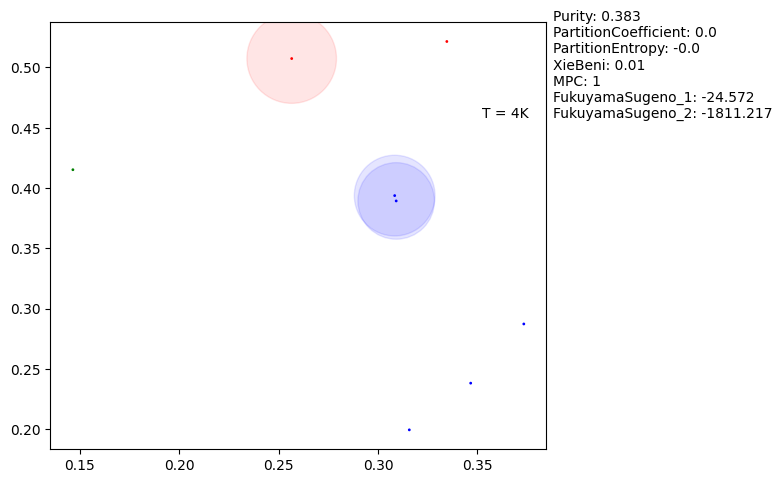 Purity: 0.383
PartitionCoefficient: 0.0
PartitionEntropy: -0.0
XieBeni: 0.01
MPC: 1
FukuyamaSugeno_1: -24.572
FukuyamaSugeno_2: -1811.217
T = 4K
0.50
0.45
0.40
0.35
0.30
0.25
0.20
0.15 0.20 0.25 0.30 0.35